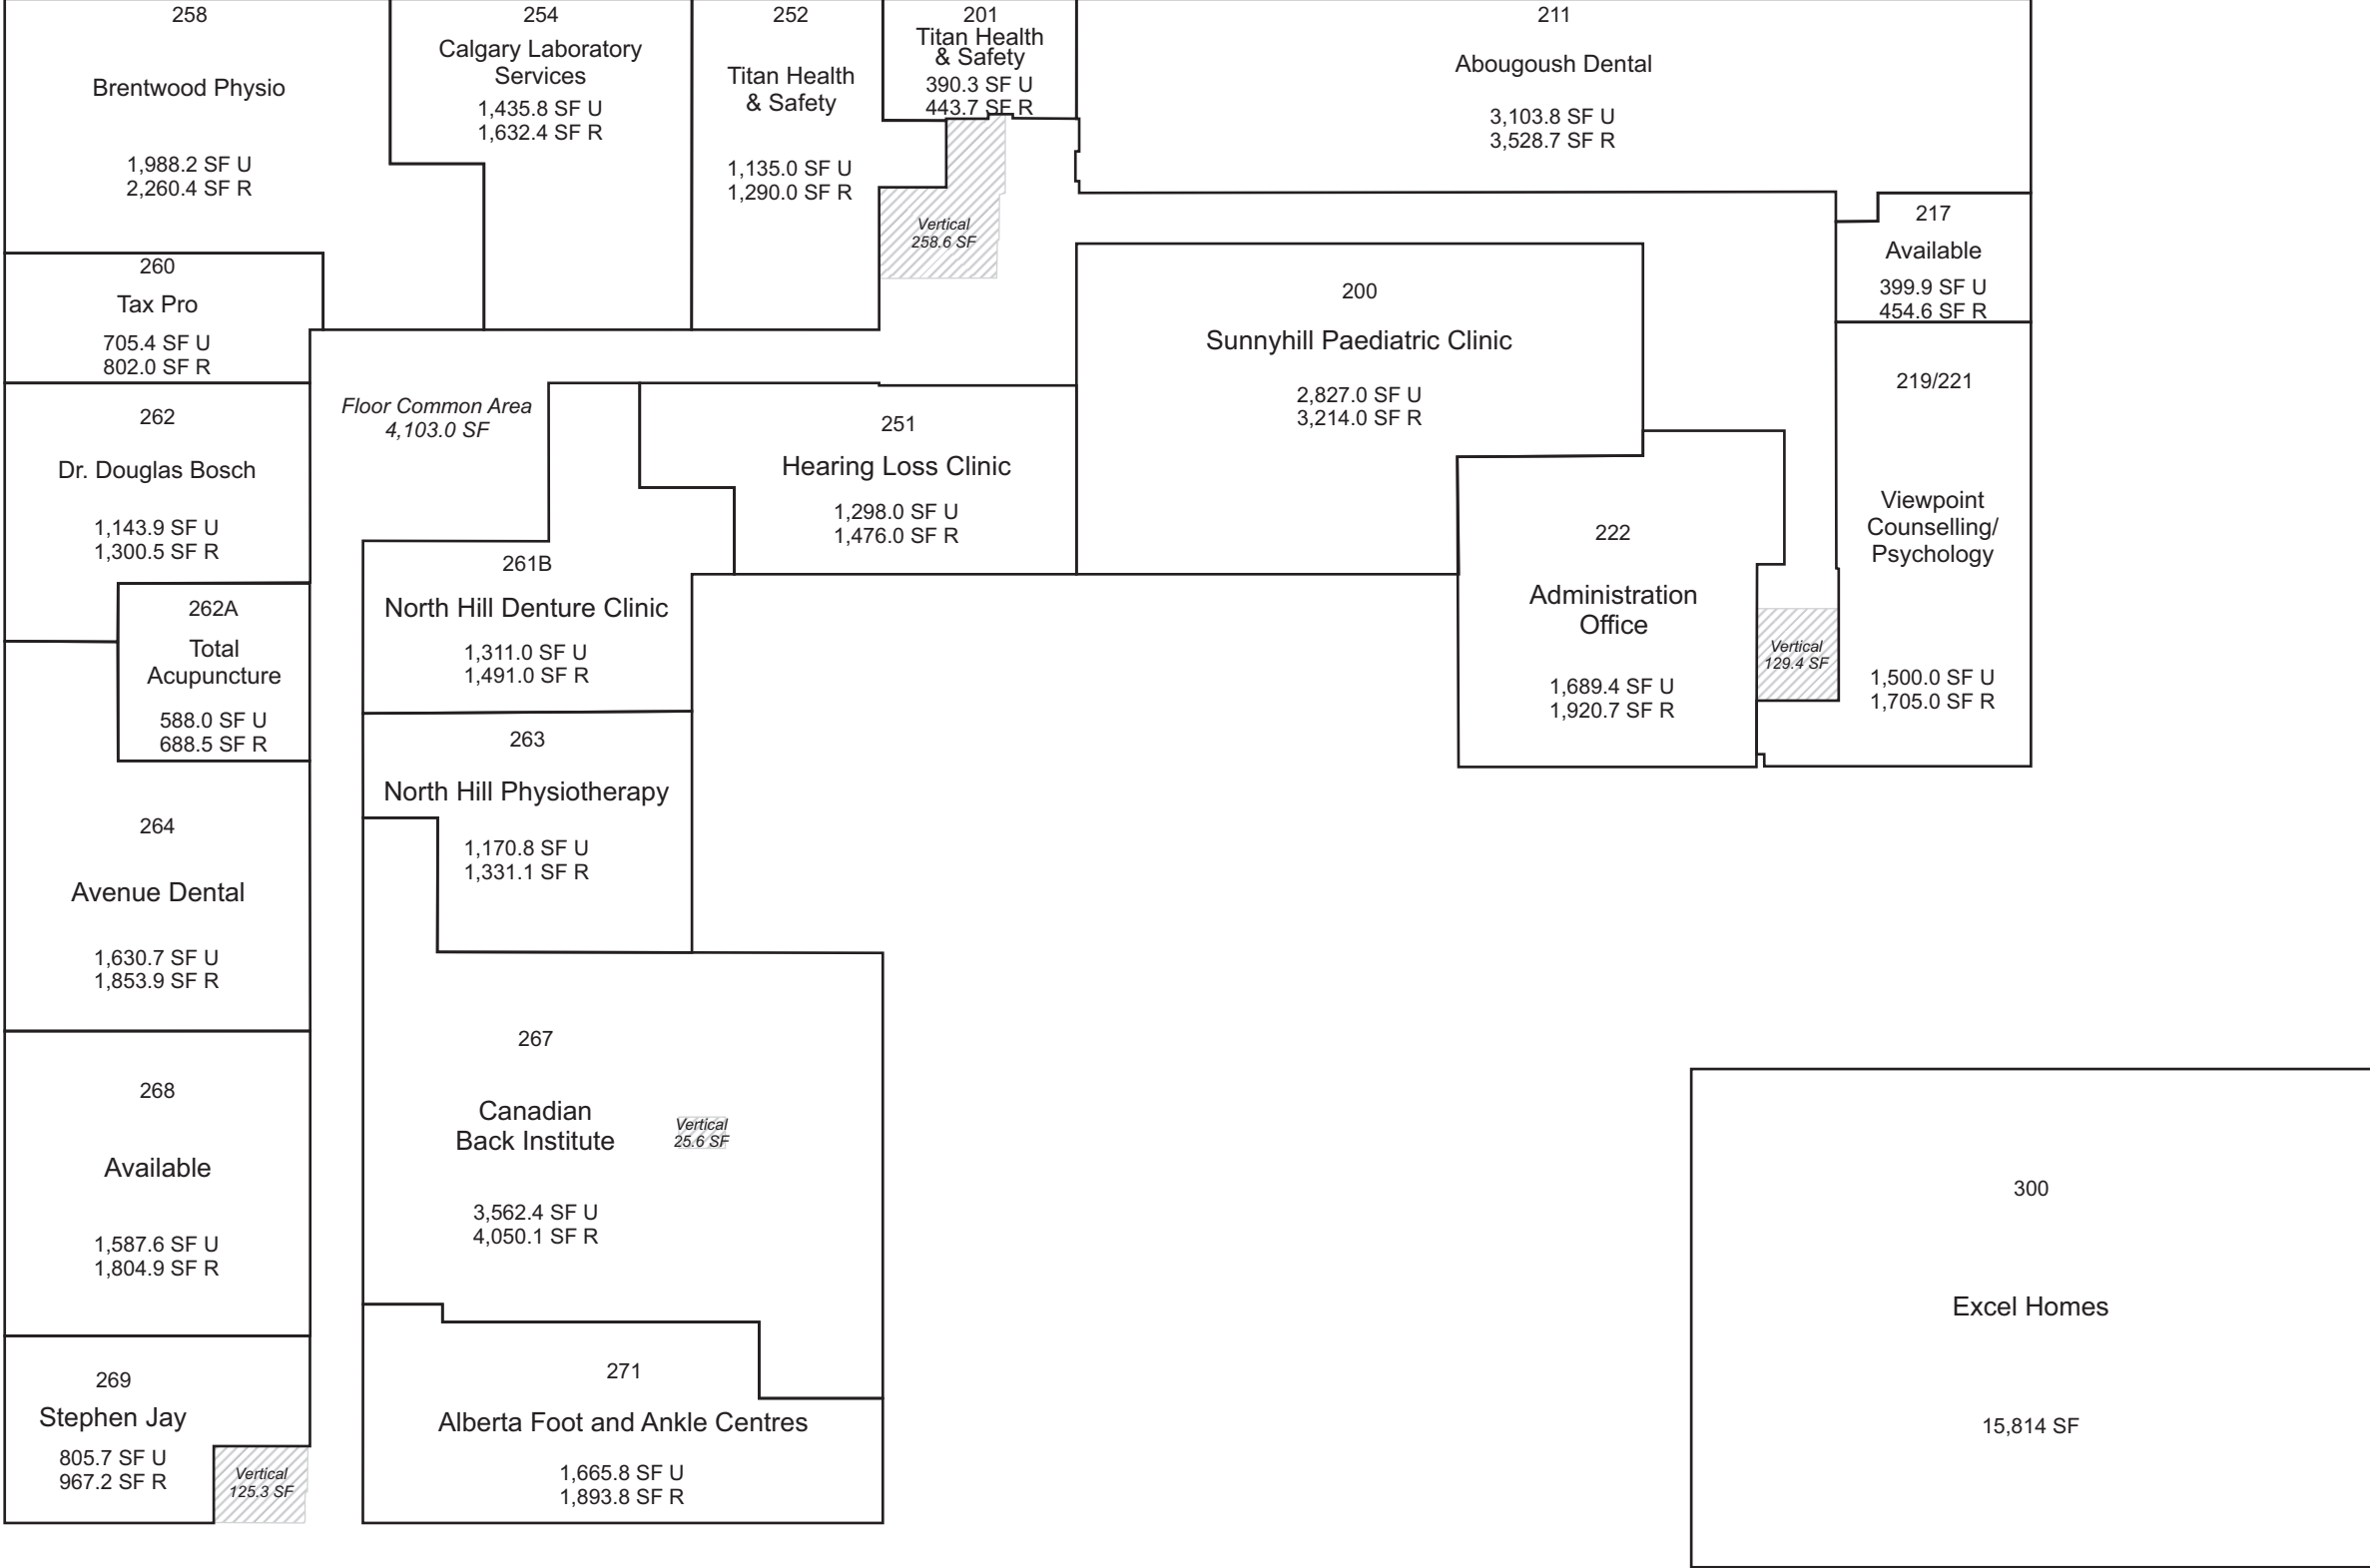 258
Brentwood Physio
1,988.2 SF U
2,260.4 SF R
254
Calgary Laboratory
Services
1,435.8 SF U
1,632.4 SF R
252
Titan Health
& Safety
1,135.0 SF U
1,290.0 SF R
201
Titan Health
& Safety
390.3 SF U
443.7 SF R
211
Abougoush Dental
3,103.8 SF U
3,528.7 SF R
Vertical
258.6 SF
217
Available
399.9 SF U
454.6 SF R
260
Tax Pro
705.4 SF U
802.0 SF R
200
Sunnyhill Paediatric Clinic
2,827.0 SF U
3,214.0 SF R
219/221
Viewpoint
Counselling/
Psychology
1,500.0 SF U
1,705.0 SF R
262
Dr. Douglas Bosch
1,143.9 SF U
1,300.5 SF R
Floor Common Area
4,103.0 SF
251
Hearing Loss Clinic
1,298.0 SF U
1,476.0 SF R
222
Administration
Office
1,689.4 SF U
1,920.7 SF R
Vertical
129.4 SF
262A
Total
Acupuncture
588.0 SF U
688.5 SF R
261B
North Hill Denture Clinic
1,311.0 SF U
1,491.0 SF R
263
North Hill Physiotherapy
1,170.8 SF U
1,331.1 SF R
264
Avenue Dental
1,630.7 SF U
1,853.9 SF R
267
Canadian
Back Institute
3,562.4 SF U
4,050.1 SF R
Vertical
25.6 SF
268
Available
1,587.6 SF U
1,804.9 SF R
300
Excel Homes
15,814 SF
269
Stephen Jay
805.7 SF U
967.2 SF R
Vertical
125.3 SF
271
Alberta Foot and Ankle Centres
1,665.8 SF U
1,893.8 SF R